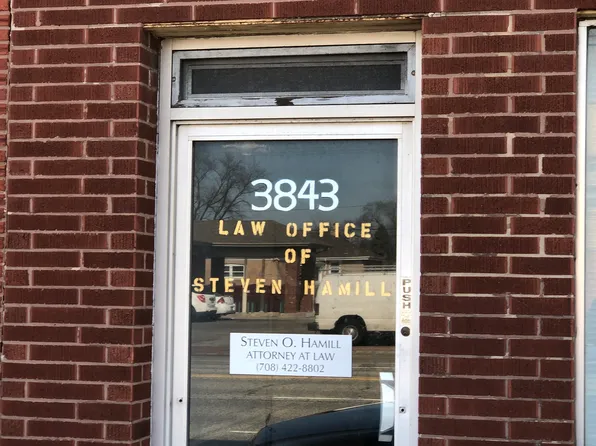 3843
LAW OFFICE
OF
STEVEN HAMILL
PUSH
STEVEN O. HAMILL
ATTORNEY AT LAW
(708) 422-8802